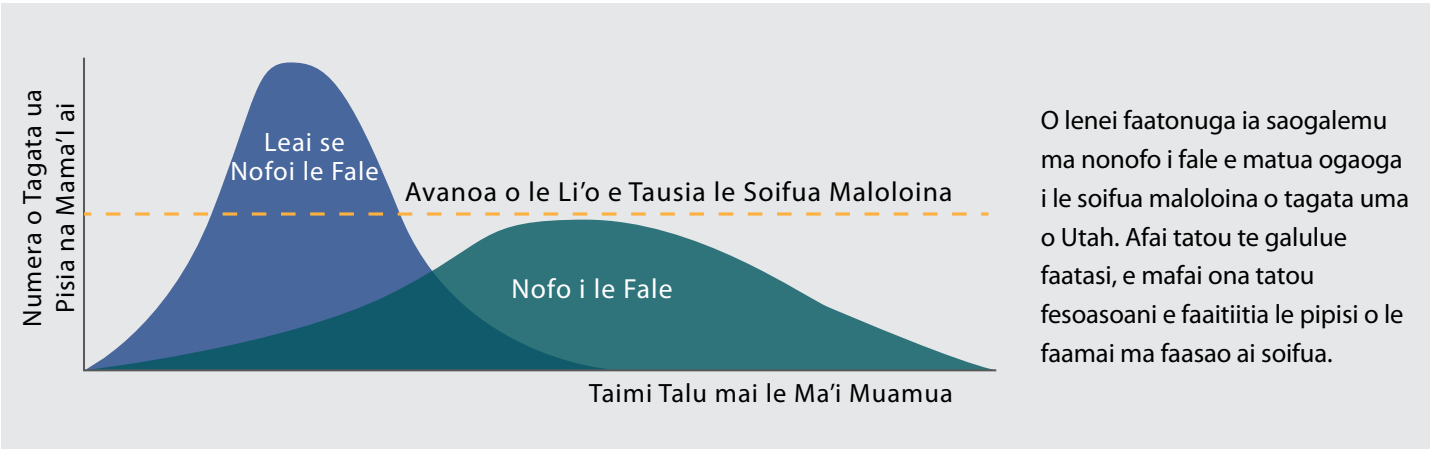 Numero o Tagata ua
Pisia na Mama'I ai
Leai se
Nofoi le Fale
Avanoa o le Li'o e Tausia le Soifua Maloloina
Nofo i le Fale
Taimi Talu mai le Ma'i Muamua
O lenei faatonuga ia saogalemu
ma nonofo i fale e matua ogaoga
i le soifua maloloina o tagata uma
o Utah. Afai tatou te galulue
faatasi, e mafai ona tatou
fesoasoani e faaitiitia le pipisi o le
faamai ma faasao ai soifua.